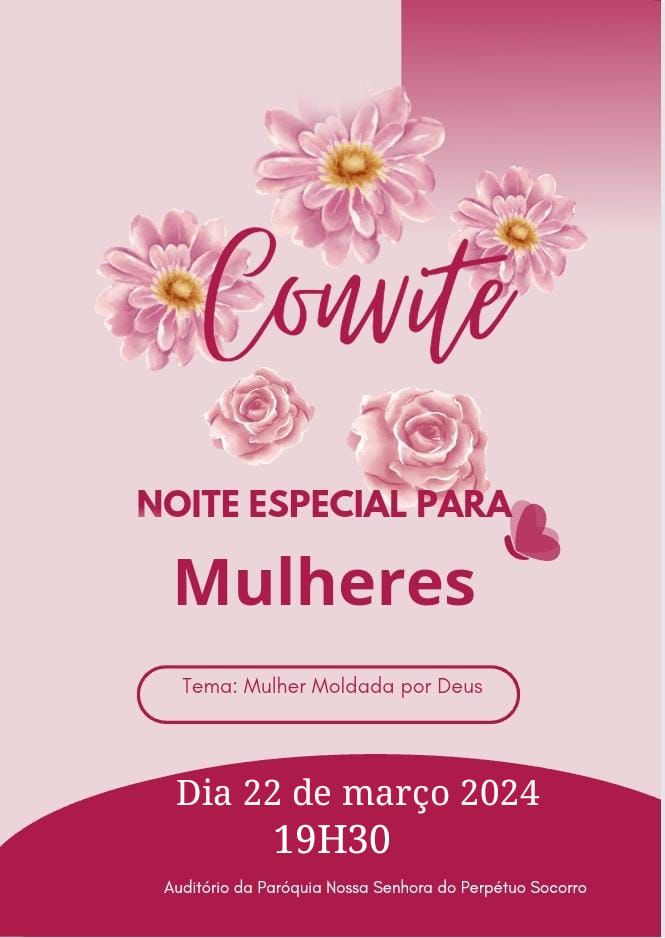 Convite
NOITE ESPECIAL PARA
Mulheres
Tema: Mulher Moldada por Deus
Dia 22 de março 2024
19H30
Auditório da Paróquia Nossa Senhora do Perpétuo Socorro